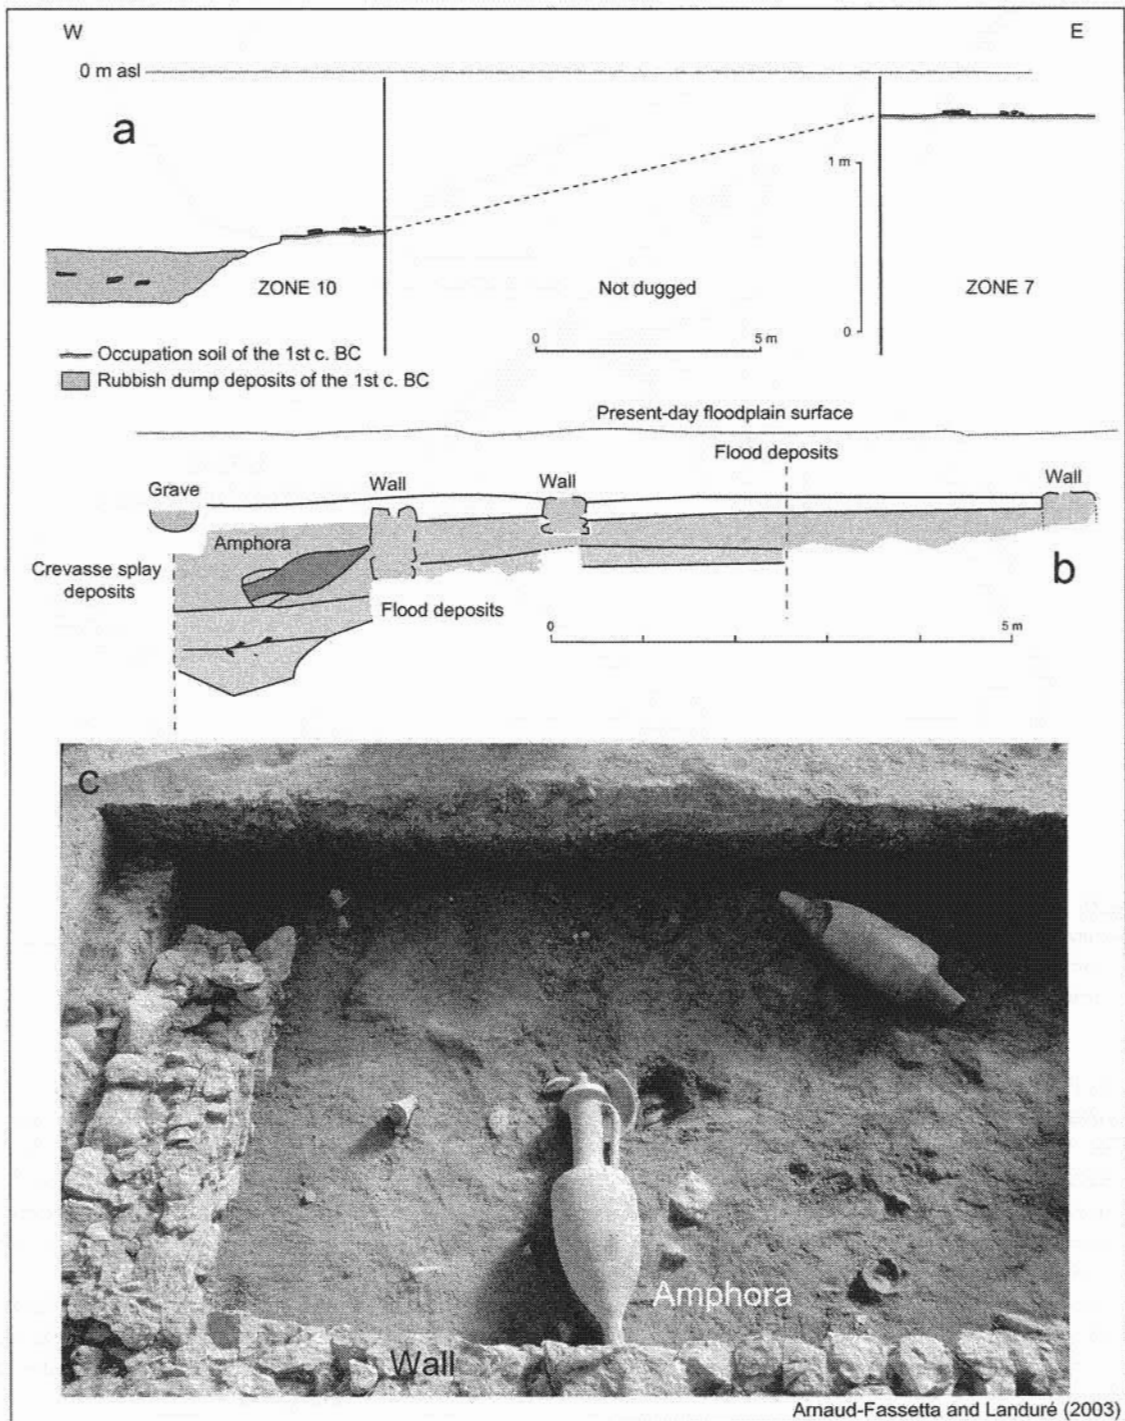 W
E
0 m asl
a
1 m
ZONE 10
Not dugged
ZONE 7
0
0
5 m
Occupation soil of the 1st c. BC
Rubbish dump deposits of the 1st c. BC
Present-day floodplain surface
Flood deposits
Grave
Wall
Wall
Wall
Amphora
Crevasse splay
deposits
b
Flood deposits
0
5 m
C
Amphora
Wall
Arnaud-Fassetta and Landuré (2003)